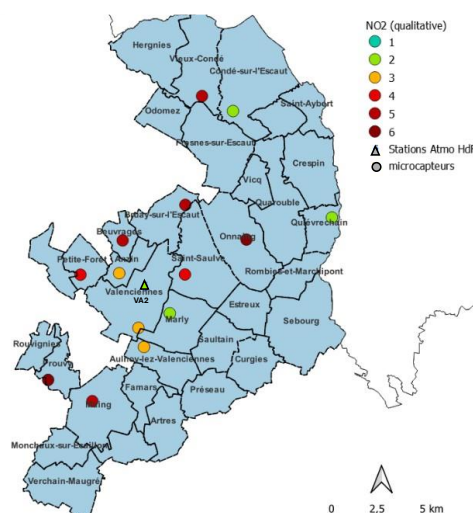 NO2 (qualitative)
1
2
3
4
5
6
Stations Atmo HdF
microcapteurs
Hergnies
Vieux-Condé
Condé-sur-l'Escaut
Saint-Aybert
Odomez
Fresnes-sur-Escaut
Crespin
Vicq
Quarouble
Bruay-sur-l'Escaut
Quiévrechain
Beuvrages
Onnaing
Petite-Forêt
Anzin
Saint-Saulve
Rombies-et-Marchipont
Valenciennes
VA2
Estreux
Marly
Sebourg
Rouvignies
Saultain
Prouvy
Aulnoy-lez-Valenciennes
Curgies
Famars
Préseau
Maing
Artres
Monchaux-sur-Écaillon
Verchain-Maugré
0 2,5 5 km